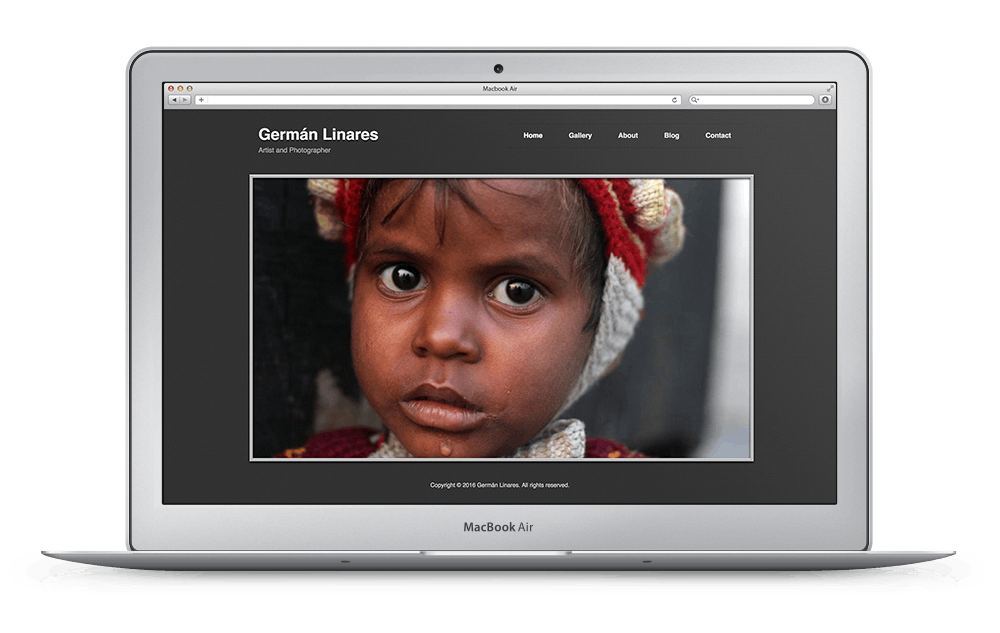 Macbook Air
Germán Linares
Artist and Photographer
Home Gallery About Blog Contact
Copyright © 2016 Germán Linares. All rights reserved.
MacBook Air